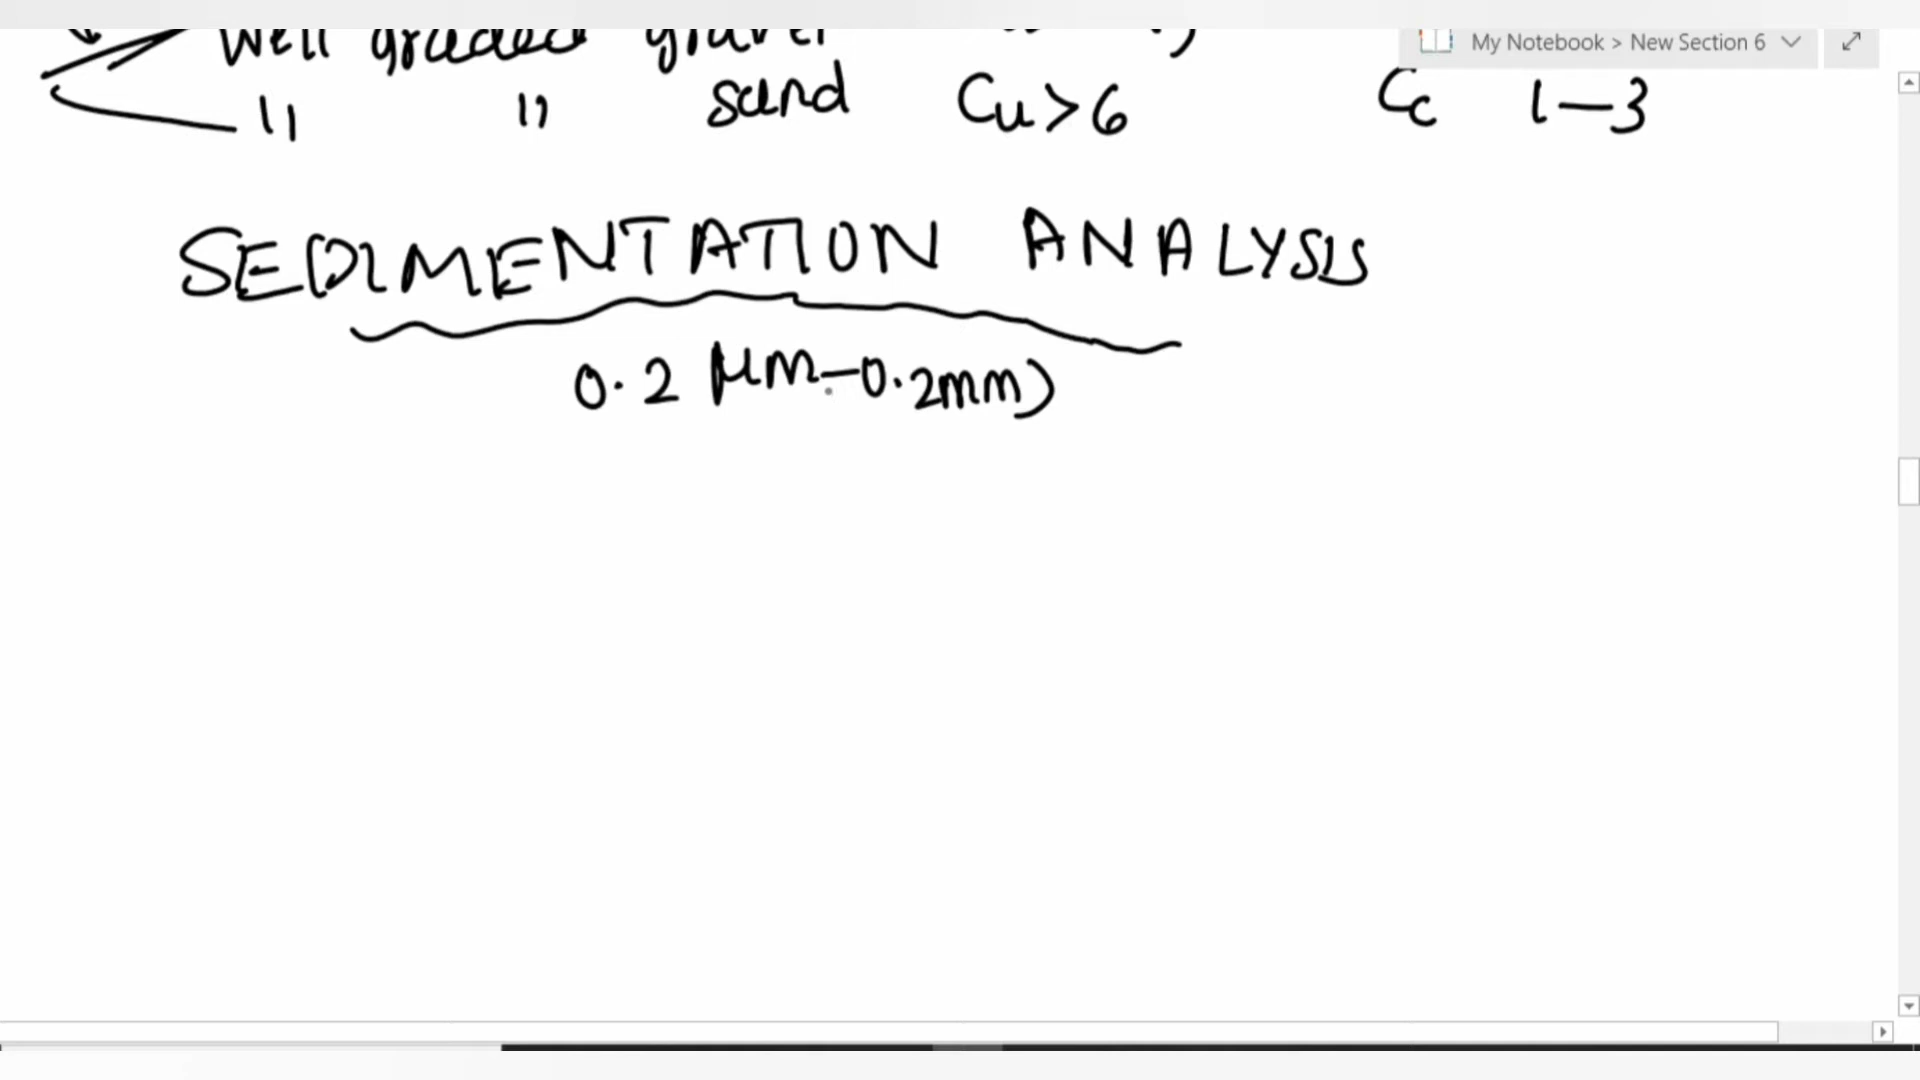 Well graded gravel
My Notebook > New Section 6
" " sand Cu>6 Cc 1-3
SEDIMENTATION ANALYSIS
0.2 μm-0.2mm)